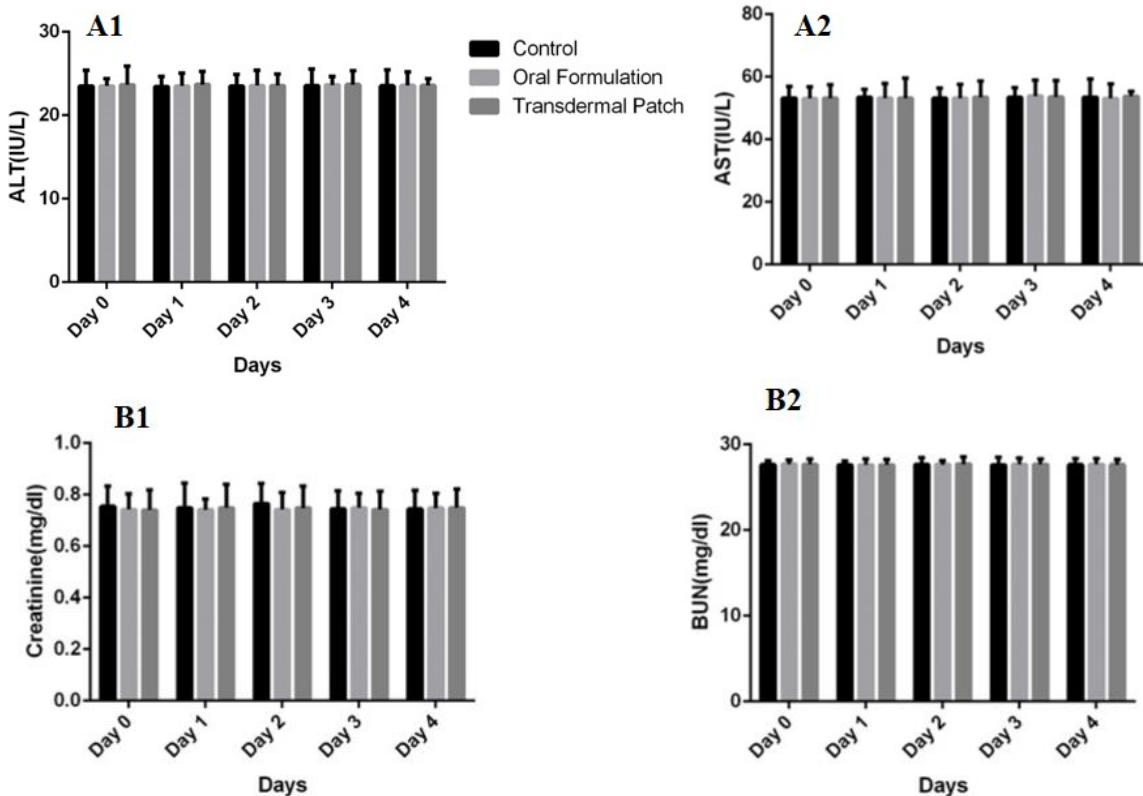 A1
30
20
10
0
ALT(IU/L)
Day 0
Day 1
Day 2
Day 3
Day 4
Days
Control
Oral Formulation
Transdermal Patch
A2
80
60
40
20
0
AST(IU/L)
Day 0
Day 1
Day 2
Day 3
Day 4
Days
B1
1.0
0.8
0.6
0.4
0.2
0.0
Creatinine(mg/dl)
Day 0
Day 1
Day 2
Day 3
Day 4
Days
B2
30
20
10
0
BUN(mg/dl)
Day 0
Day 1
Day 2
Day 3
Day 4
Days